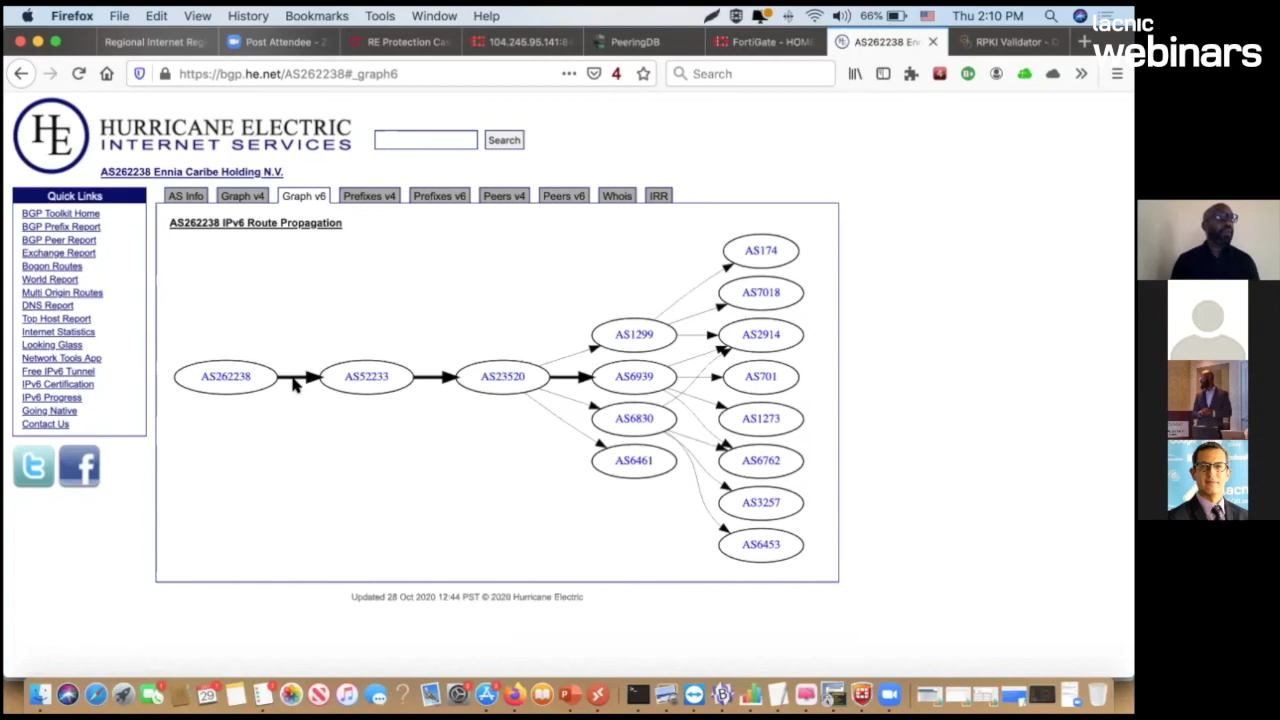 Firefox File Edit View History Bookmarks Tools Window Help 66% Thu 2:10 PM
lacnic
webinars
Regional Internet Reg Post Attendee - Z RE Protection Ca 104.245.95.141:8 PeeringDB FortiGate - HOME AS262238 En RPKI Validator -
https://bgp.he.net/AS262238#_graph6 4 Search
HE
HURRICANE ELECTRIC
INTERNET SERVICES
Search
AS262238 Ennia Caribe Holding N.V.
Quick Links
BGP Toolkit Home
BGP Prefix Report
BGP Peer Report
Exchange Report
Bogon Routes
World Report
Multi Origin Routes
DNS Report
Top Host Report
Internet Statistics
Looking Glass
Network Tools App
Free IPv6 Tunnel
IPv6 Certification
IPv6 Progress
Going Native
Contact Us
AS Info Graph v4 Graph v6 Prefixes v4 Prefixes v6 Peers v4 Peers v6 Whois IRR
AS262238 IPv6 Route Propagation
AS174
AS7018
AS1299 AS2914
AS262238 AS52233 AS23520 AS6939 AS701
AS6830 AS1273
AS6461 AS6762
AS3257
AS6453
Updated 28 Oct 2020 12:44 PST © 2020 Hurricane Electric